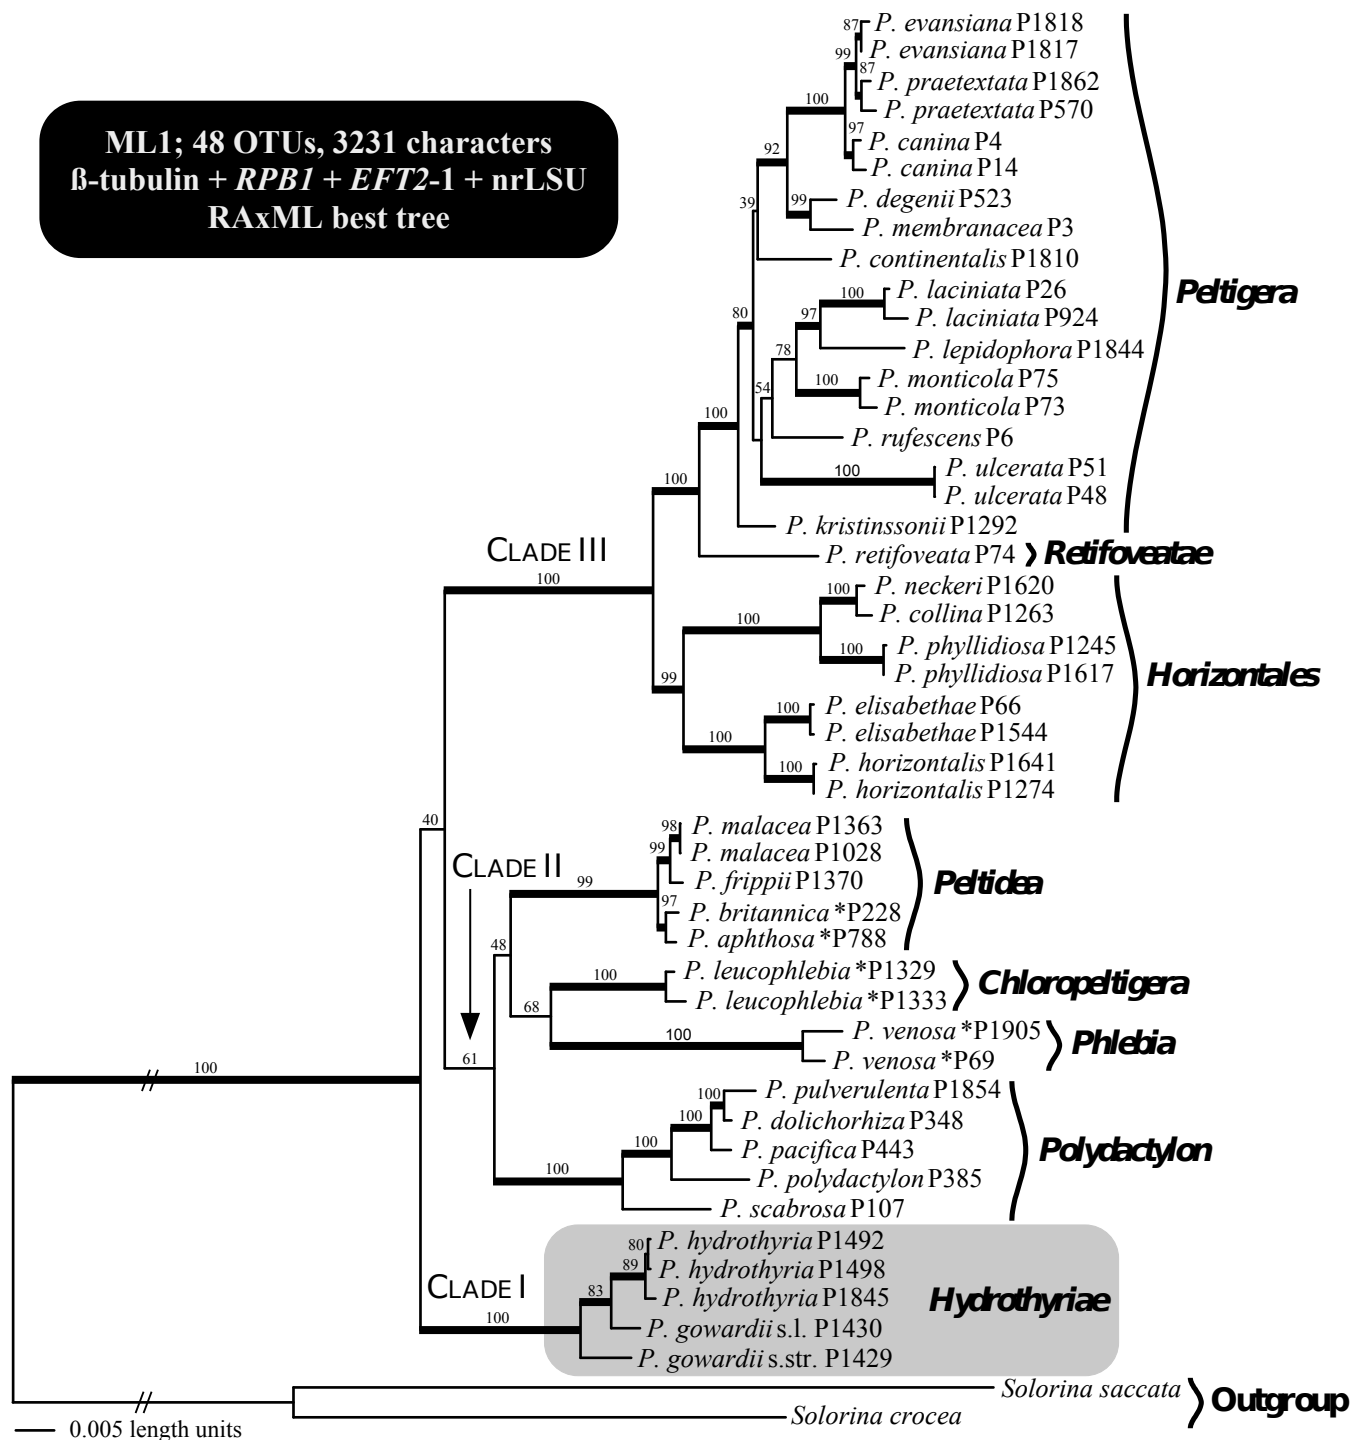 ML1; 48 OTUs, 3231 characters
ß-tubulin + RPB1 + EFT2-1 + nrLSU
RAxML best tree
87
P. evansiana P1818
P. evansiana P1817
99
87
P. praetextata P1862
100
P. praetextata P570
97
P. canina P4
92
P. canina P14
39
99
P. degenii P523
P. membranacea P3
P. continentalis P1810
Peltigera
100
P. laciniata P26
80
97
P. laciniata P924
78
P. lepidophora P1844
54
100
P. monticola P75
P. monticola P73
100
P. rufescens P6
100
P. ulcerata P51
100
P. ulcerata P48
P. kristinssonii P1292
CLADE III
P. retifoveata P74
Retifoveatae
100
100
P. neckeri P1620
100
P. collina P1263
100
P. phyllidiosa P1245
99
P. phyllidiosa P1617
Horizontales
100
P. elisabethae P66
100
P. elisabethae P1544
100
P. horizontalis P1641
P. horizontalis P1274
40
98
P. malacea P1363
CLADE II
99
P. malacea P1028
99
P. frippii P1370
Peltidea
97
P. britannica *P228
48
P. aphthosa *P788
100
P. leucophlebia *P1329
Chloropeltigera
68
P. leucophlebia *P1333
100
P. venosa *P1905
Phlebia
61
P. venosa *P69
100
100
P. pulverulenta P1854
100
P. dolichorhiza P348
100
P. pacifica P443
Polydactylon
100
P. polydactylon P385
P. scabrosa P107
80
P. hydrothyria P1492
89
P. hydrothyria P1498
CLADE I
83
P. hydrothyria P1845
Hydrothyriae
100
P. gowardii s.l. P1430
P. gowardii s.str. P1429
Solorina saccata
Outgroup
Solorina crocea
0.005 length units